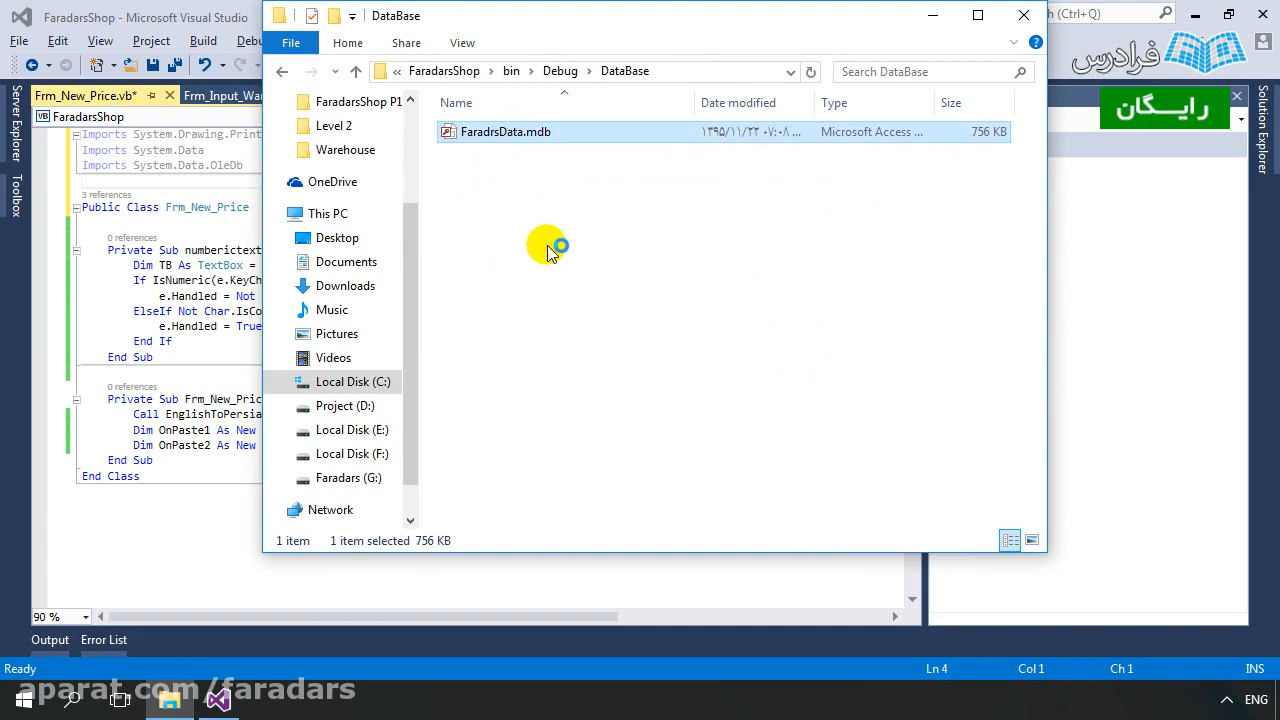 FaradarsShop - Microsoft Visual Studio
DataBase
h (Ctrl+Q)
File Edit View Project Build Debu
File Home Share View
فرادرس
رایـــگان
« FaradarsShop › bin › Debug › DataBase
Search DataBase
Frm_New_Price.vb* Frm_Input_War
FaradarsShop
Name Date modified Type Size
FaradrsData.mdb ۱۳۹۵/۱۱/۲۲ ۰۷:۰۸ ... Microsoft Access ... 756 KB
Server Explorer
Toolbox
Solution Explorer
Imports System.Drawing.Print
Imports System.Data
Imports System.Data.OleDb
3 references
Public Class Frm_New_Price
0 references
Private Sub numberictext
Dim TB As TextBox =
If IsNumeric(e.KeyCh
e.Handled = Not
ElseIf Not Char.IsCo
e.Handled = True
End If
End Sub
0 references
Private Sub Frm_New_Pric
Call EnglishToPersia
Dim OnPaste1 As New
Dim OnPaste2 As New
End Sub
End Class
FaradarsShop P1
Level 2
Warehouse
OneDrive
This PC
Desktop
Documents
Downloads
Music
Pictures
Videos
Local Disk (C:)
Project (D:)
Local Disk (E:)
Local Disk (F:)
Faradars (G:)
Network
1 item 1 item selected 756 KB
90 %
Output Error List
Ready Ln 4 Col 1 Ch 1 INS
aparat.com/faradars
ENG